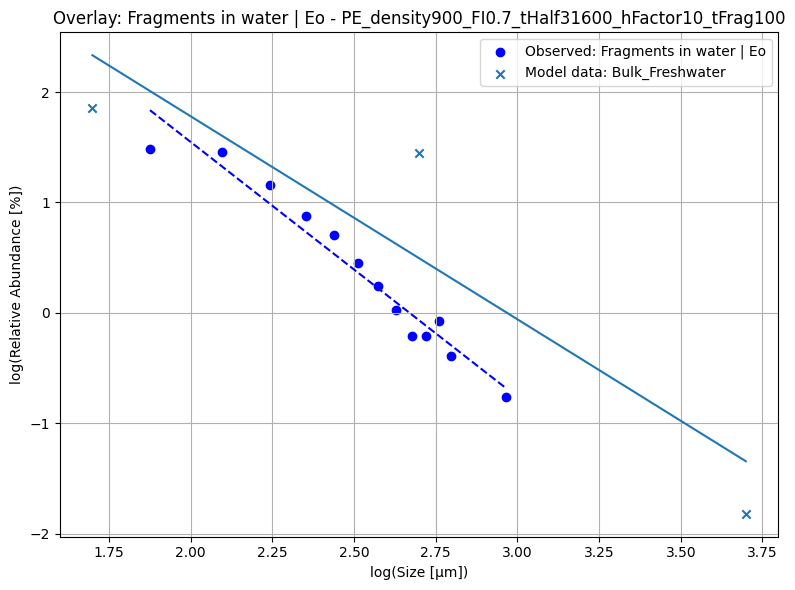 Overlay: Fragments in water | Eo - PE_density900_FI0.7_tHalf31600_hFactor10_tFrag100
Observed: Fragments in water | Eo
Model data: Bulk_Freshwater
log(Relative Abundance [%])
2
1
0
−1
−2
1.75 2.00 2.25 2.50 2.75 3.00 3.25 3.50 3.75
log(Size [µm])